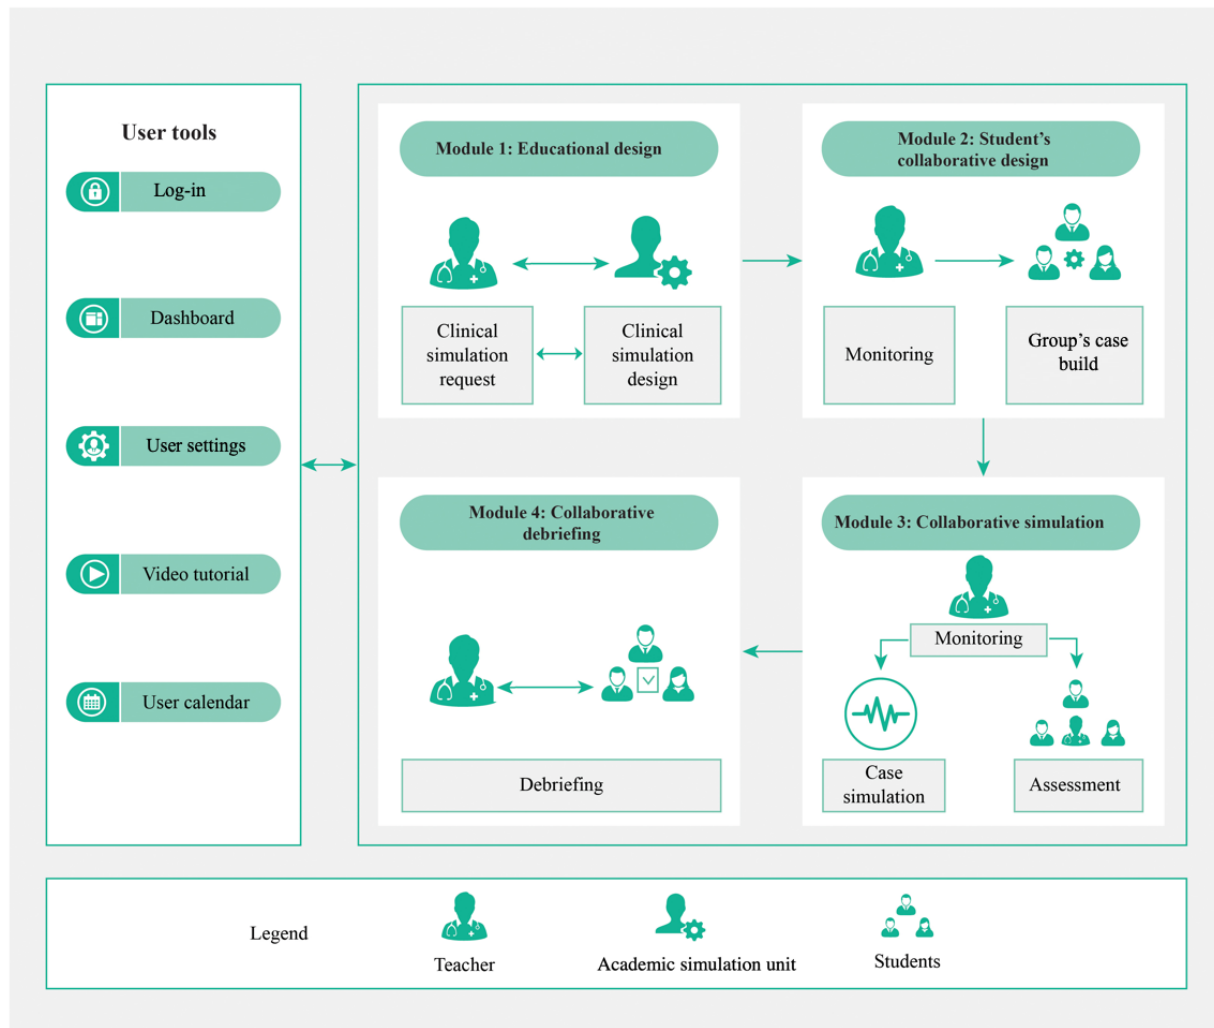 User tools
Log-in
Dashboard
User settings
Video tutorial
User calendar
Module 1: Educational design
Clinical
simulation
request
Clinical
simulation
design
Module 2: Student’s
collaborative design
Monitoring
Group’s case
build
Module 3: Collaborative simulation
Monitoring
Case
simulation
Assessment
Module 4: Collaborative
debriefing
Debriefing
Legend
Teacher
Academic simulation unit
Students